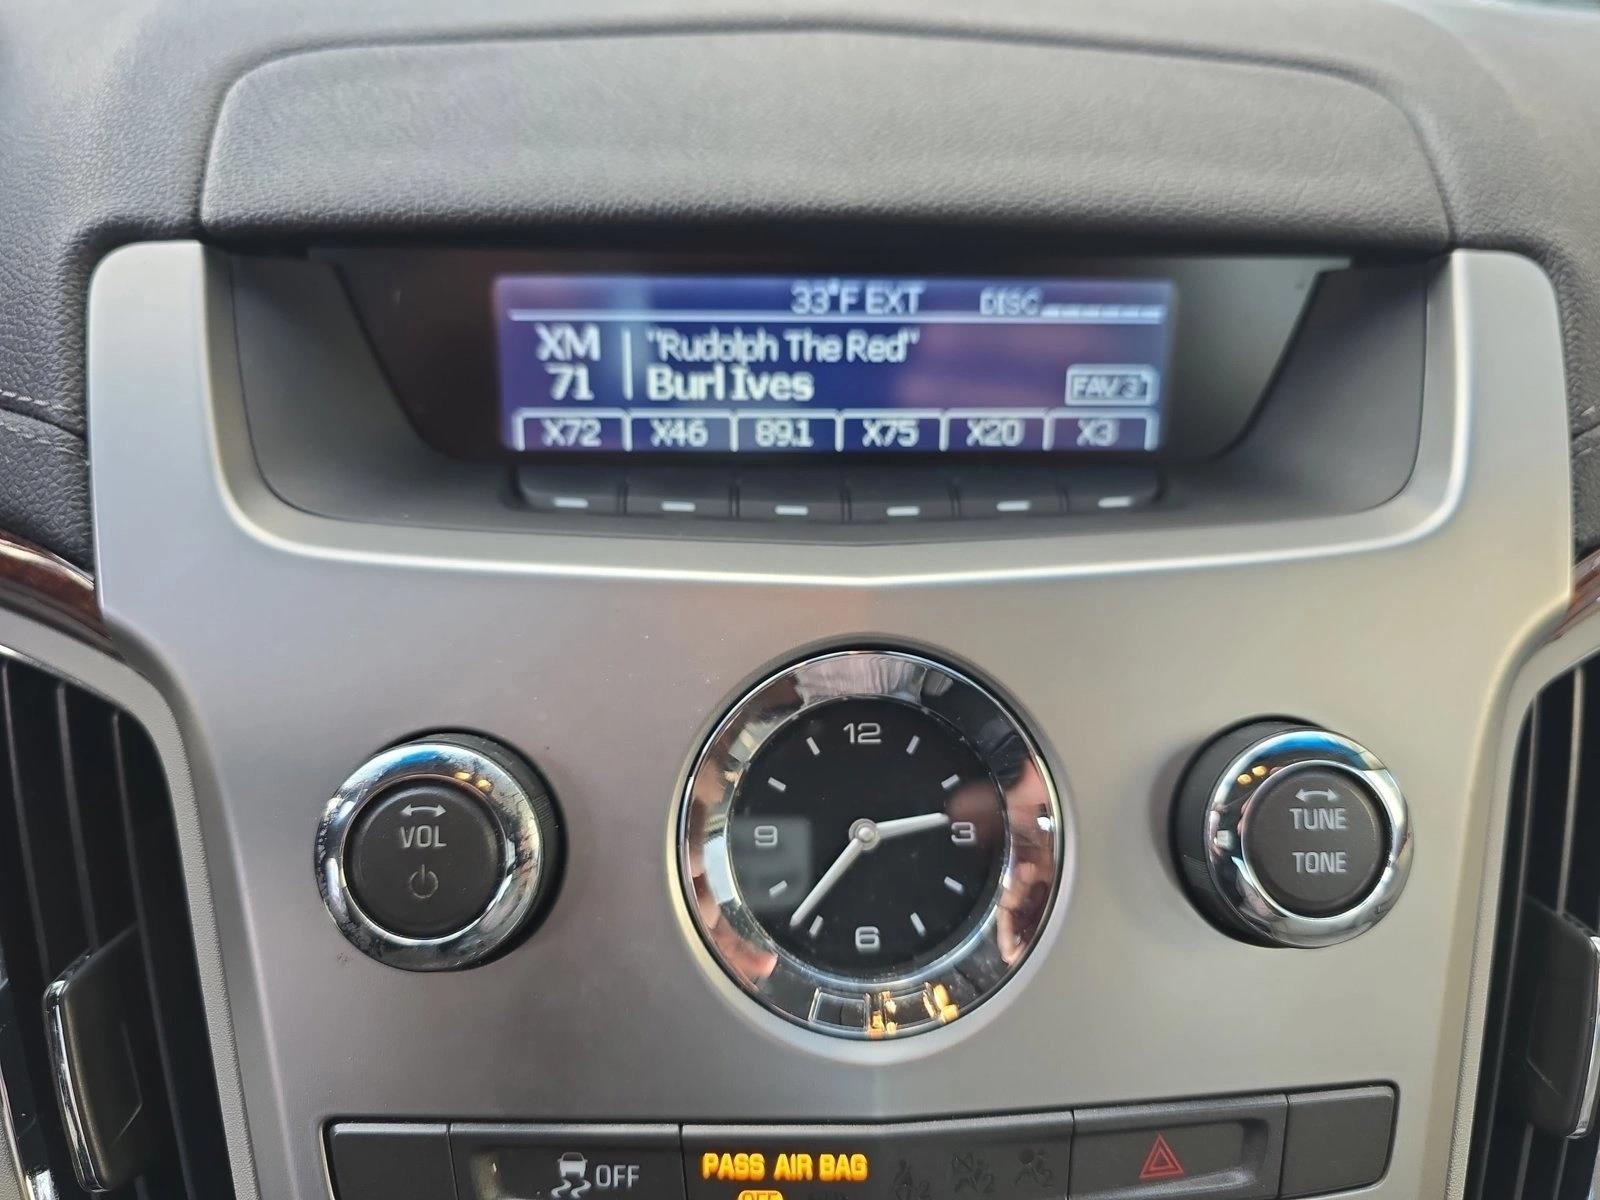 33°F EXT DISC
XM "Rudolph The Red"
71 Burl Ives FAV 3
X72 X46 89.1 X75 X20 X3
12
9 3
6
VOL
TUNE
TONE
OFF PASS AIR BAG
OFF